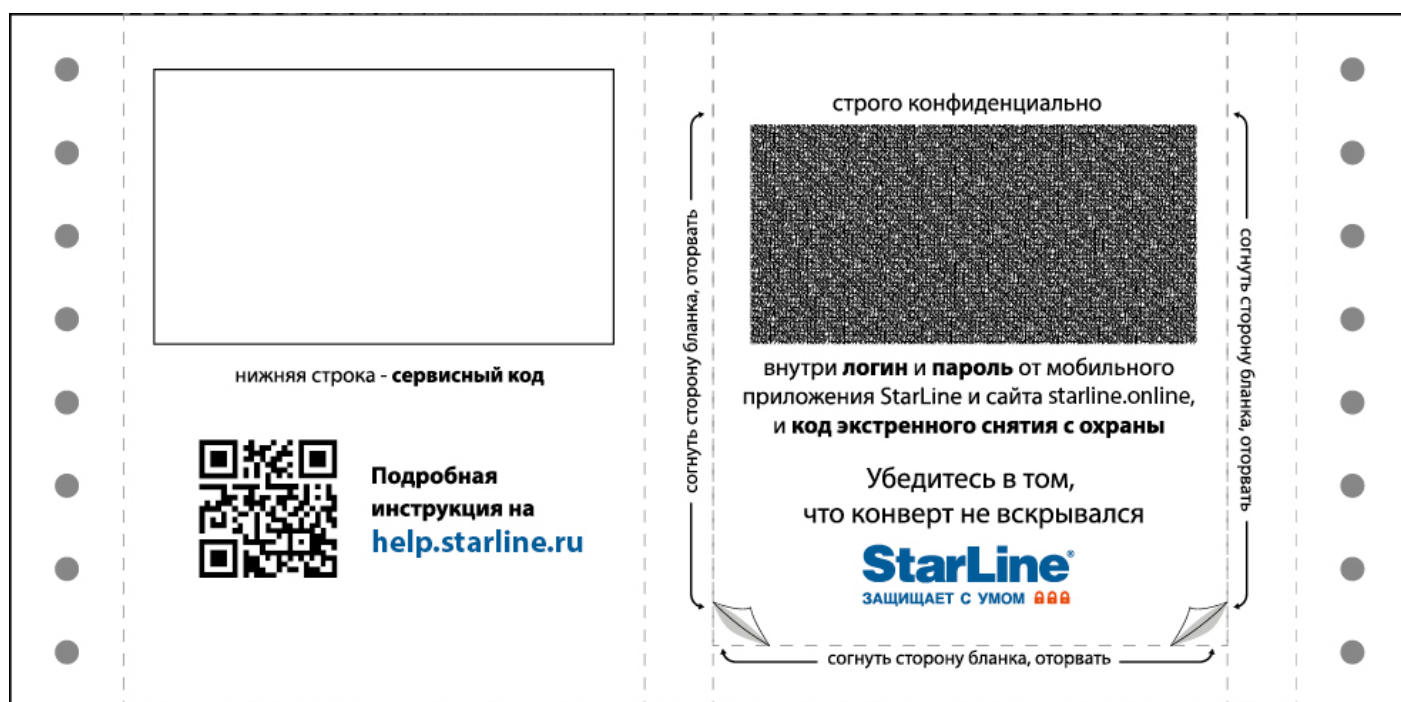 нижняя строка - сервисный код
Подробная
инструкция на
help.starline.ru
строго конфиденциально
согнуть сторону бланка, оторвать
внутри логин и пароль от мобильного
приложения StarLine и сайта starline.online,
и код экстренного снятия с охраны
Убедитесь в том,
что конверт не вскрывался
StarLine®
ЗАЩИЩАЕТ С УМОМ
согнуть сторону бланка, оторвать
согнуть сторону бланка, оторвать